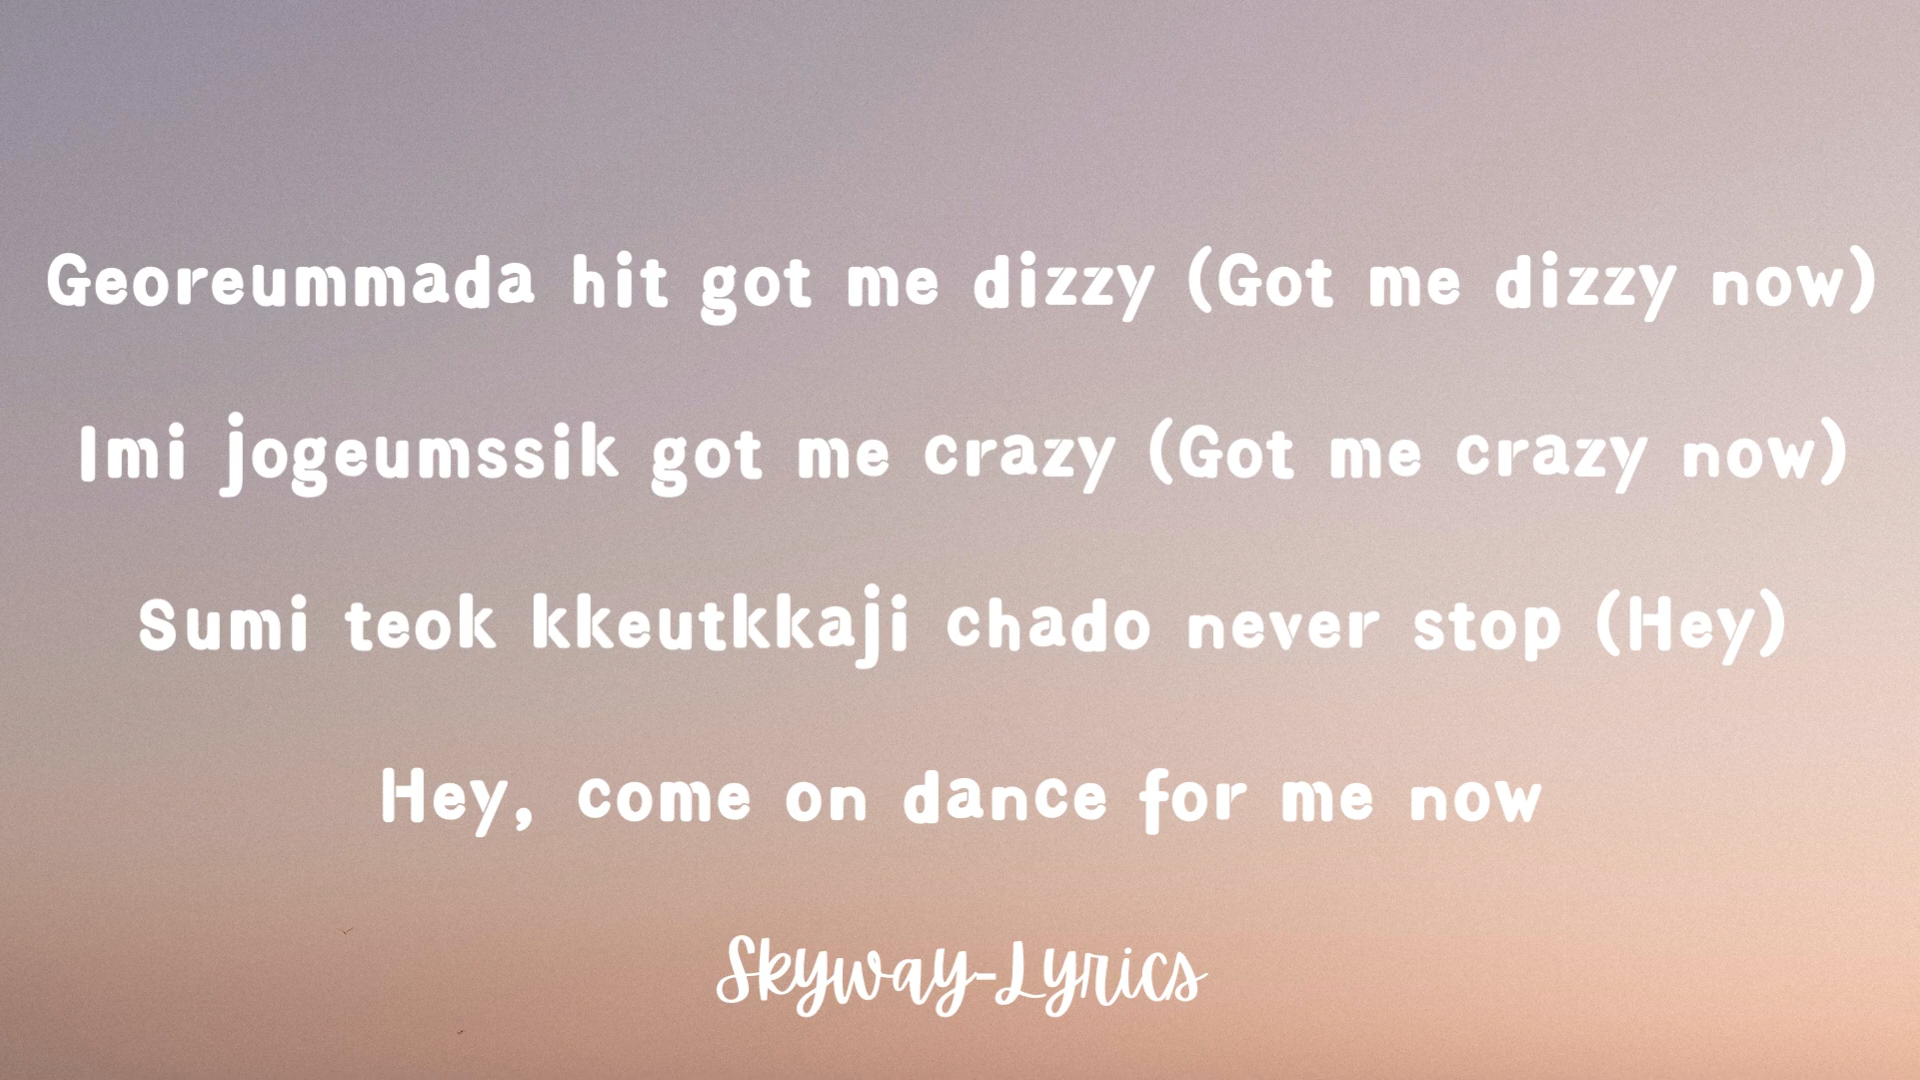 Georeummada hit got me dizzy (Got me dizzy now)
Imi jogeumssik got me crazy (Got me crazy now)
Sumi teok kkeutkkaji chado never stop (Hey)
Hey, come on dance for me now
Skyway-Lyrics